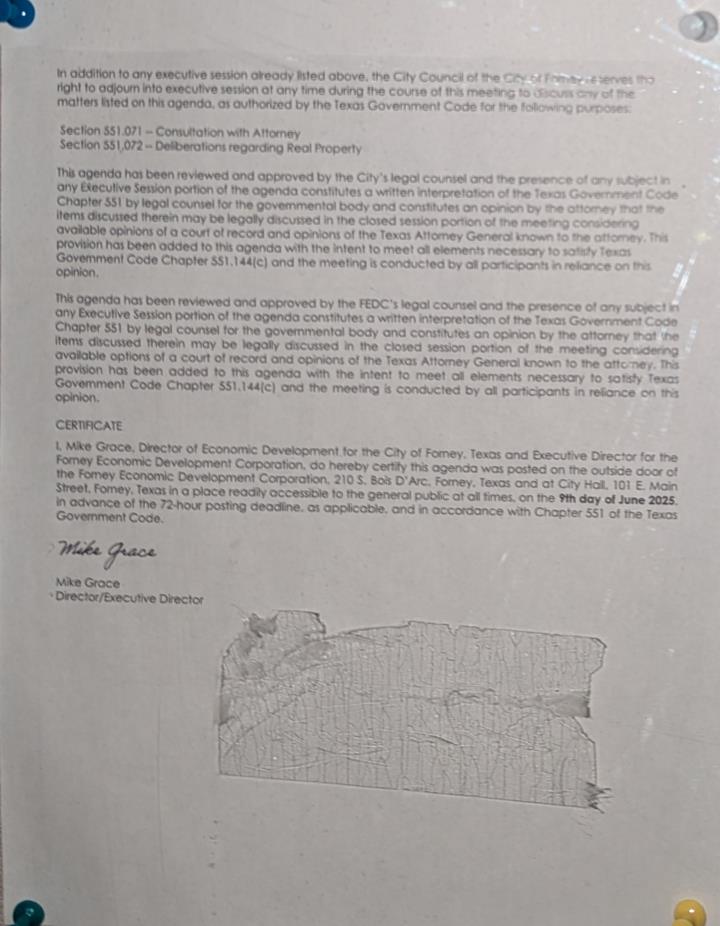 In addition to any executive session already listed above, the City Council of the City of Forney reserves the
right to adjourn into executive session at any time during the course of this meeting to discuss any of the
matters listed on this agenda, as authorized by the Texas Government Code for the following purposes:
Section 551.071 – Consultation with Attorney
Section 551.072 – Deliberations regarding Real Property
This agenda has been reviewed and approved by the City's legal counsel and the presence of any subject in
any Executive Session portion of the agenda constitutes a written interpretation of the Texas Government Code
Chapter 551 by legal counsel for the governmental body and constitutes an opinion by the attorney that the
items discussed therein may be legally discussed in the closed session portion of the meeting considering
available opinions of a court of record and opinions of the Texas Attorney General known to the attorney. This
provision has been added to this agenda with the intent to meet all elements necessary to satisfy Texas
Government Code Chapter 551.144(c) and the meeting is conducted by all participants in reliance on this
opinion.
This agenda has been reviewed and approved by the FEDC's legal counsel and the presence of any subject in
any Executive Session portion of the agenda constitutes a written interpretation of the Texas Government Code
Chapter 551 by legal counsel for the governmental body and constitutes an opinion by the attorney that the
items discussed therein may be legally discussed in the closed session portion of the meeting considering
available options of a court of record and opinions of the Texas Attorney General known to the attorney. This
provision has been added to this agenda with the intent to meet all elements necessary to satisfy Texas
Government Code Chapter 551.144(c) and the meeting is conducted by all participants in reliance on this
opinion.
CERTIFICATE
I, Mike Grace, Director of Economic Development for the City of Forney, Texas and Executive Director for the
Forney Economic Development Corporation, do hereby certify this agenda was posted on the outside door of
the Forney Economic Development Corporation, 210 S. Bois D'Arc, Forney, Texas and at City Hall, 101 E. Main
Street, Forney, Texas in a place readily accessible to the general public at all times, on the 9th day of June 2025,
in advance of the 72-hour posting deadline, as applicable, and in accordance with Chapter 551 of the Texas
Government Code.
Mike Grace
Mike Grace
Director/Executive Director